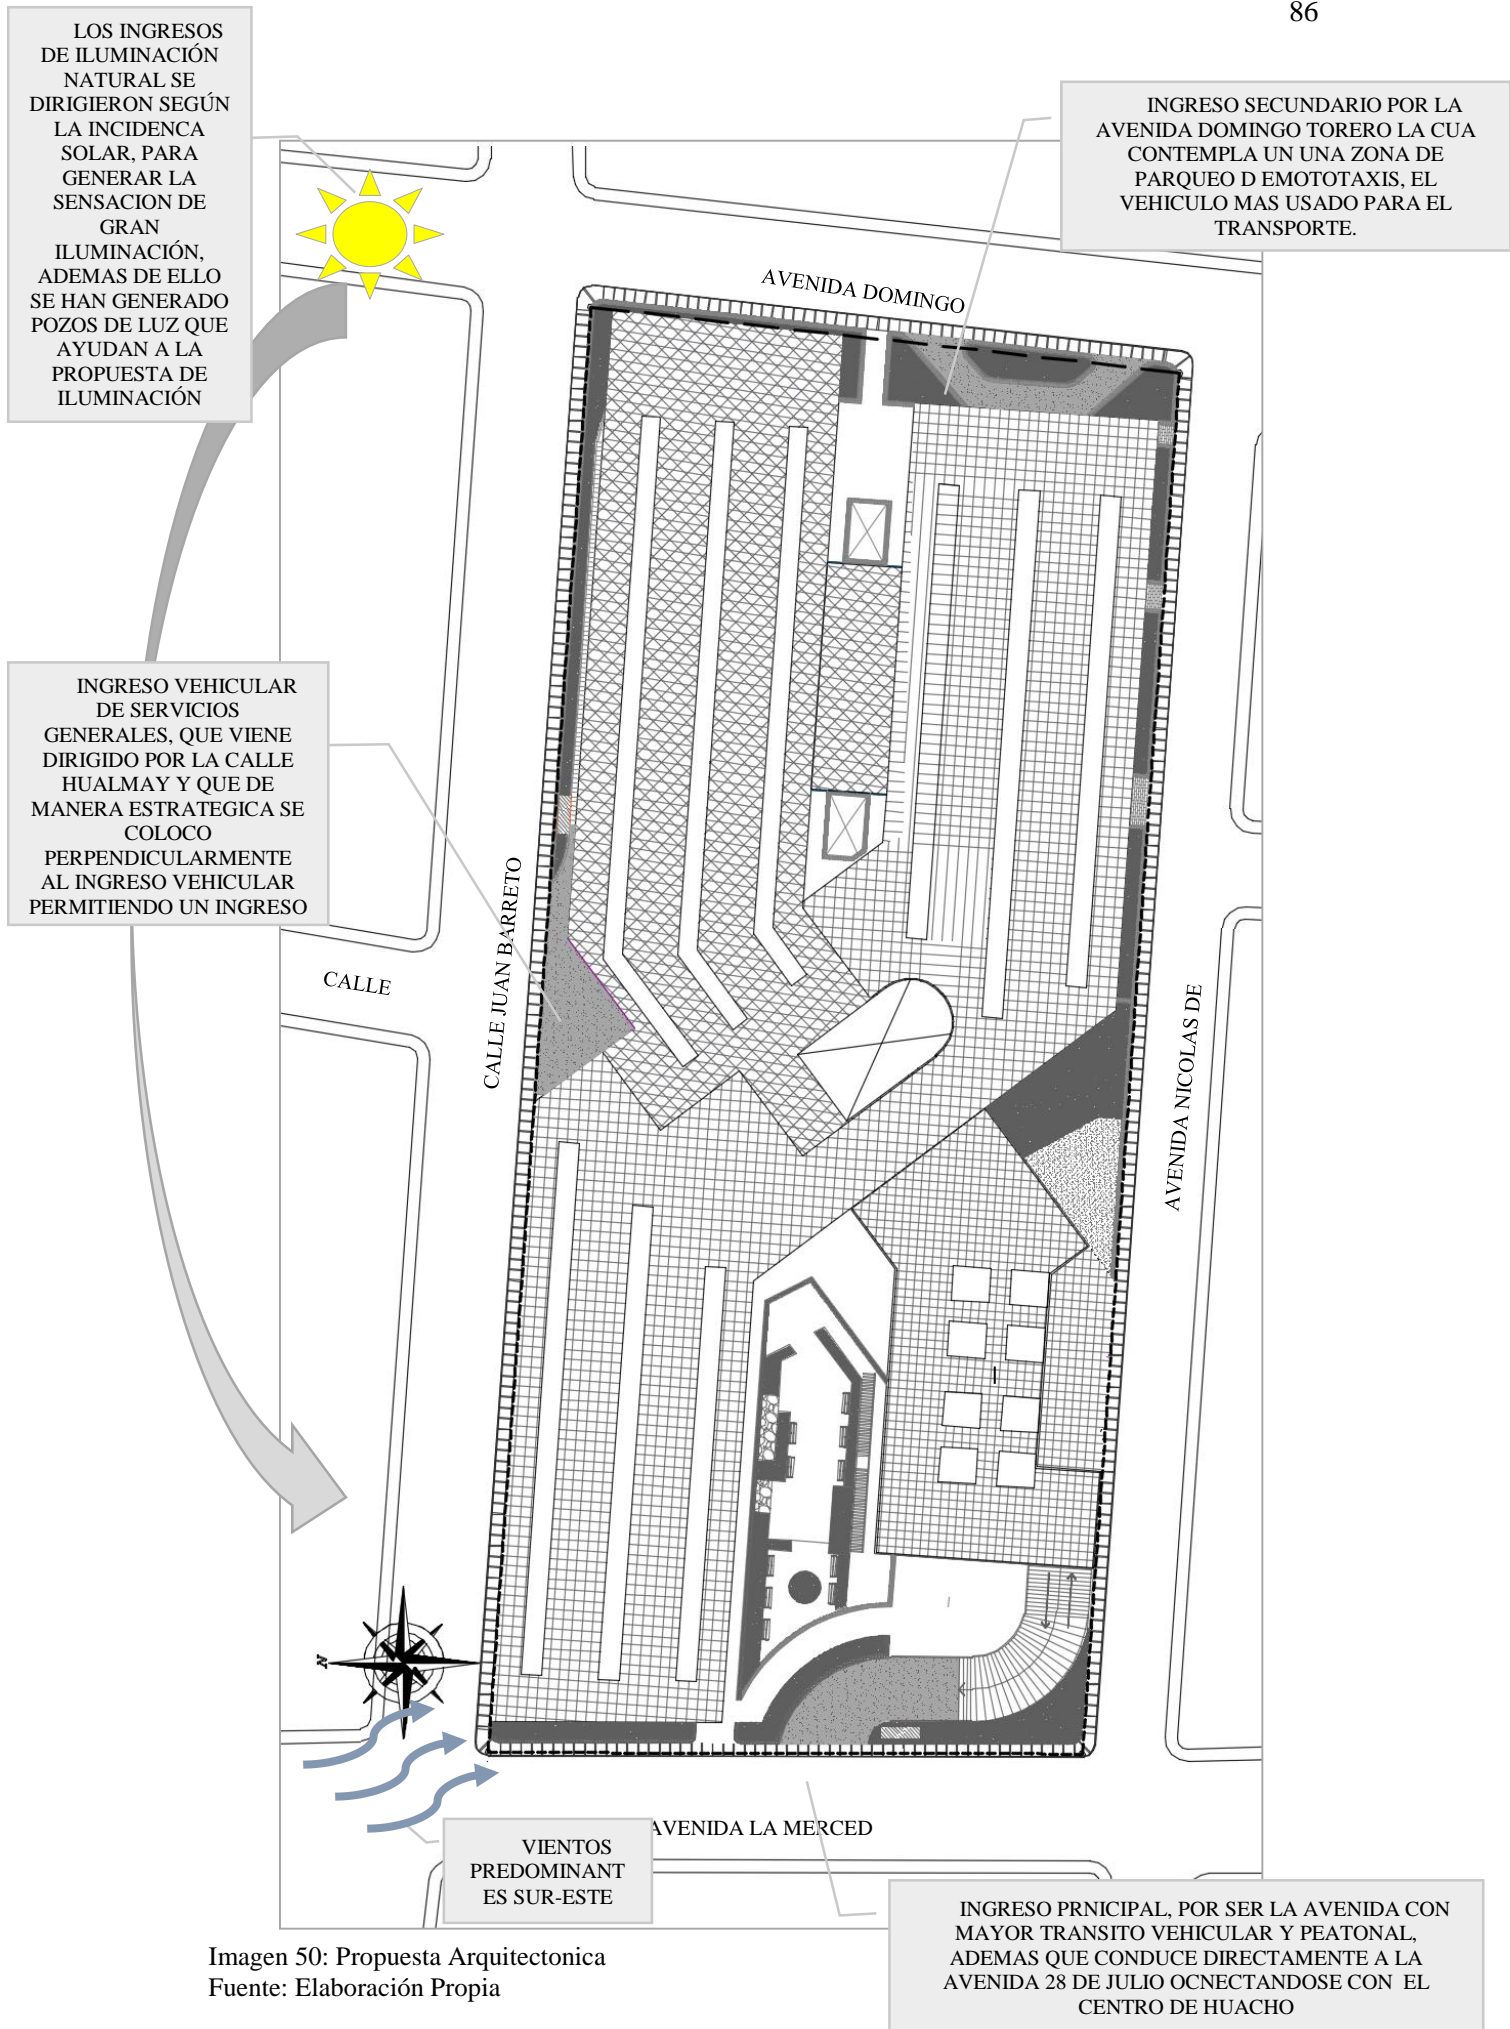 86
LOS INGRESOS
DE ILUMINACIÓN
NATURAL SE
DIRIGIERON SEGÚN
LA INCIDENCA
SOLAR, PARA
GENERAR LA
SENSACION DE
GRAN
ILUMINACIÓN,
ADEMAS DE ELLO
SE HAN GENERADO
POZOS DE LUZ QUE
AYUDAN A LA
PROPUESTA DE
ILUMINACIÓN
INGRESO SECUNDARIO POR LA
AVENIDA DOMINGO TORERO LA CUA
CONTEMPLA UN UNA ZONA DE
PARQUEO D EMOTOTAXIS, EL
VEHICULO MAS USADO PARA EL
TRANSPORTE.
AVENIDA DOMINGO
INGRESO VEHICULAR
DE SERVICIOS
GENERALES, QUE VIENE
DIRIGIDO POR LA CALLE
HUALMAY Y QUE DE
MANERA ESTRATEGICA SE
COLOCO
PERPENDICULARMENTE
AL INGRESO VEHICULAR
PERMITIENDO UN INGRESO
CALLE
CALLE JUAN BARRETO
AVENIDA NICOLAS DE
N
AVENIDA LA MERCED
VIENTOS
PREDOMINANT
ES SUR-ESTE
INGRESO PRNICIPAL, POR SER LA AVENIDA CON
MAYOR TRANSITO VEHICULAR Y PEATONAL,
ADEMAS QUE CONDUCE DIRECTAMENTE A LA
AVENIDA 28 DE JULIO OCNECTANDOSE CON EL
CENTRO DE HUACHO
Imagen 50: Propuesta Arquitectonica
Fuente: Elaboración Propia